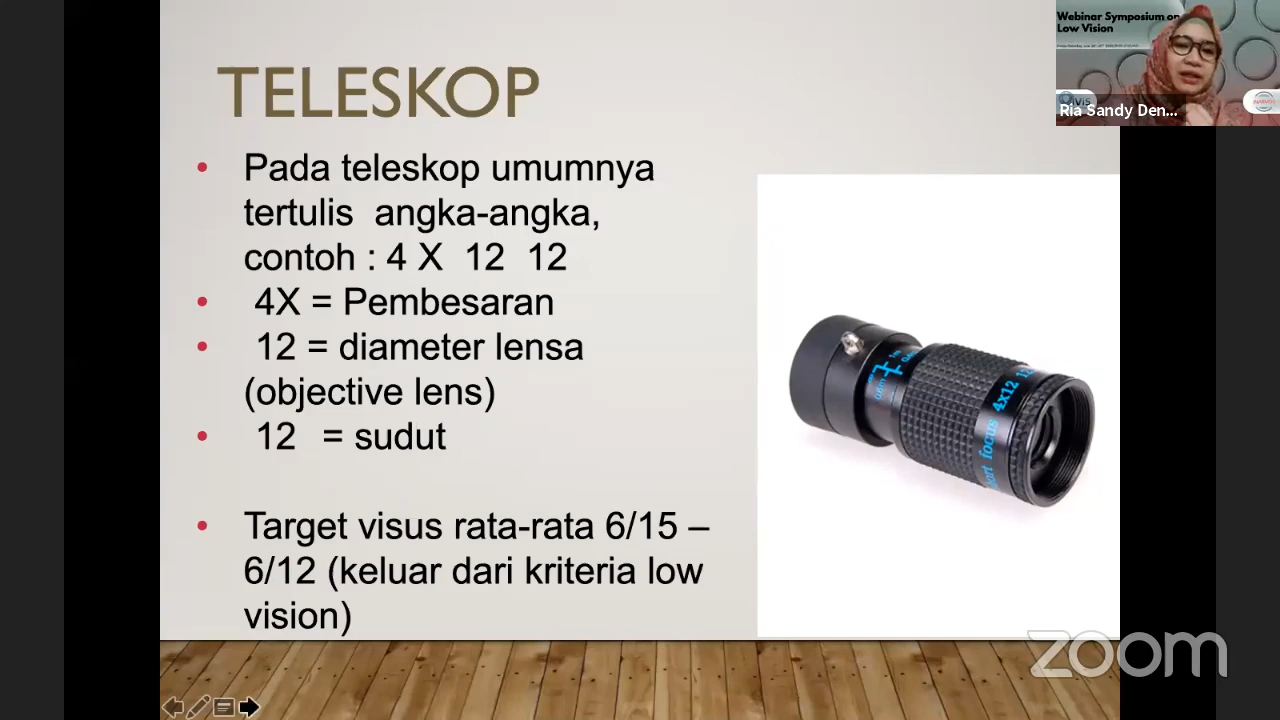 TELESKOP
• Pada teleskop umumnya
tertulis angka-angka,
contoh : 4 X 12 12
• 4X = Pembesaran
• 12 = diameter lensa
(objective lens)
• 12 = sudut
• Target visus rata-rata 6/15 –
6/12 (keluar dari kriteria low
vision)
focus 4x12
Webinar Symposium on
Low Vision
Ria Sandy Den...
zoom